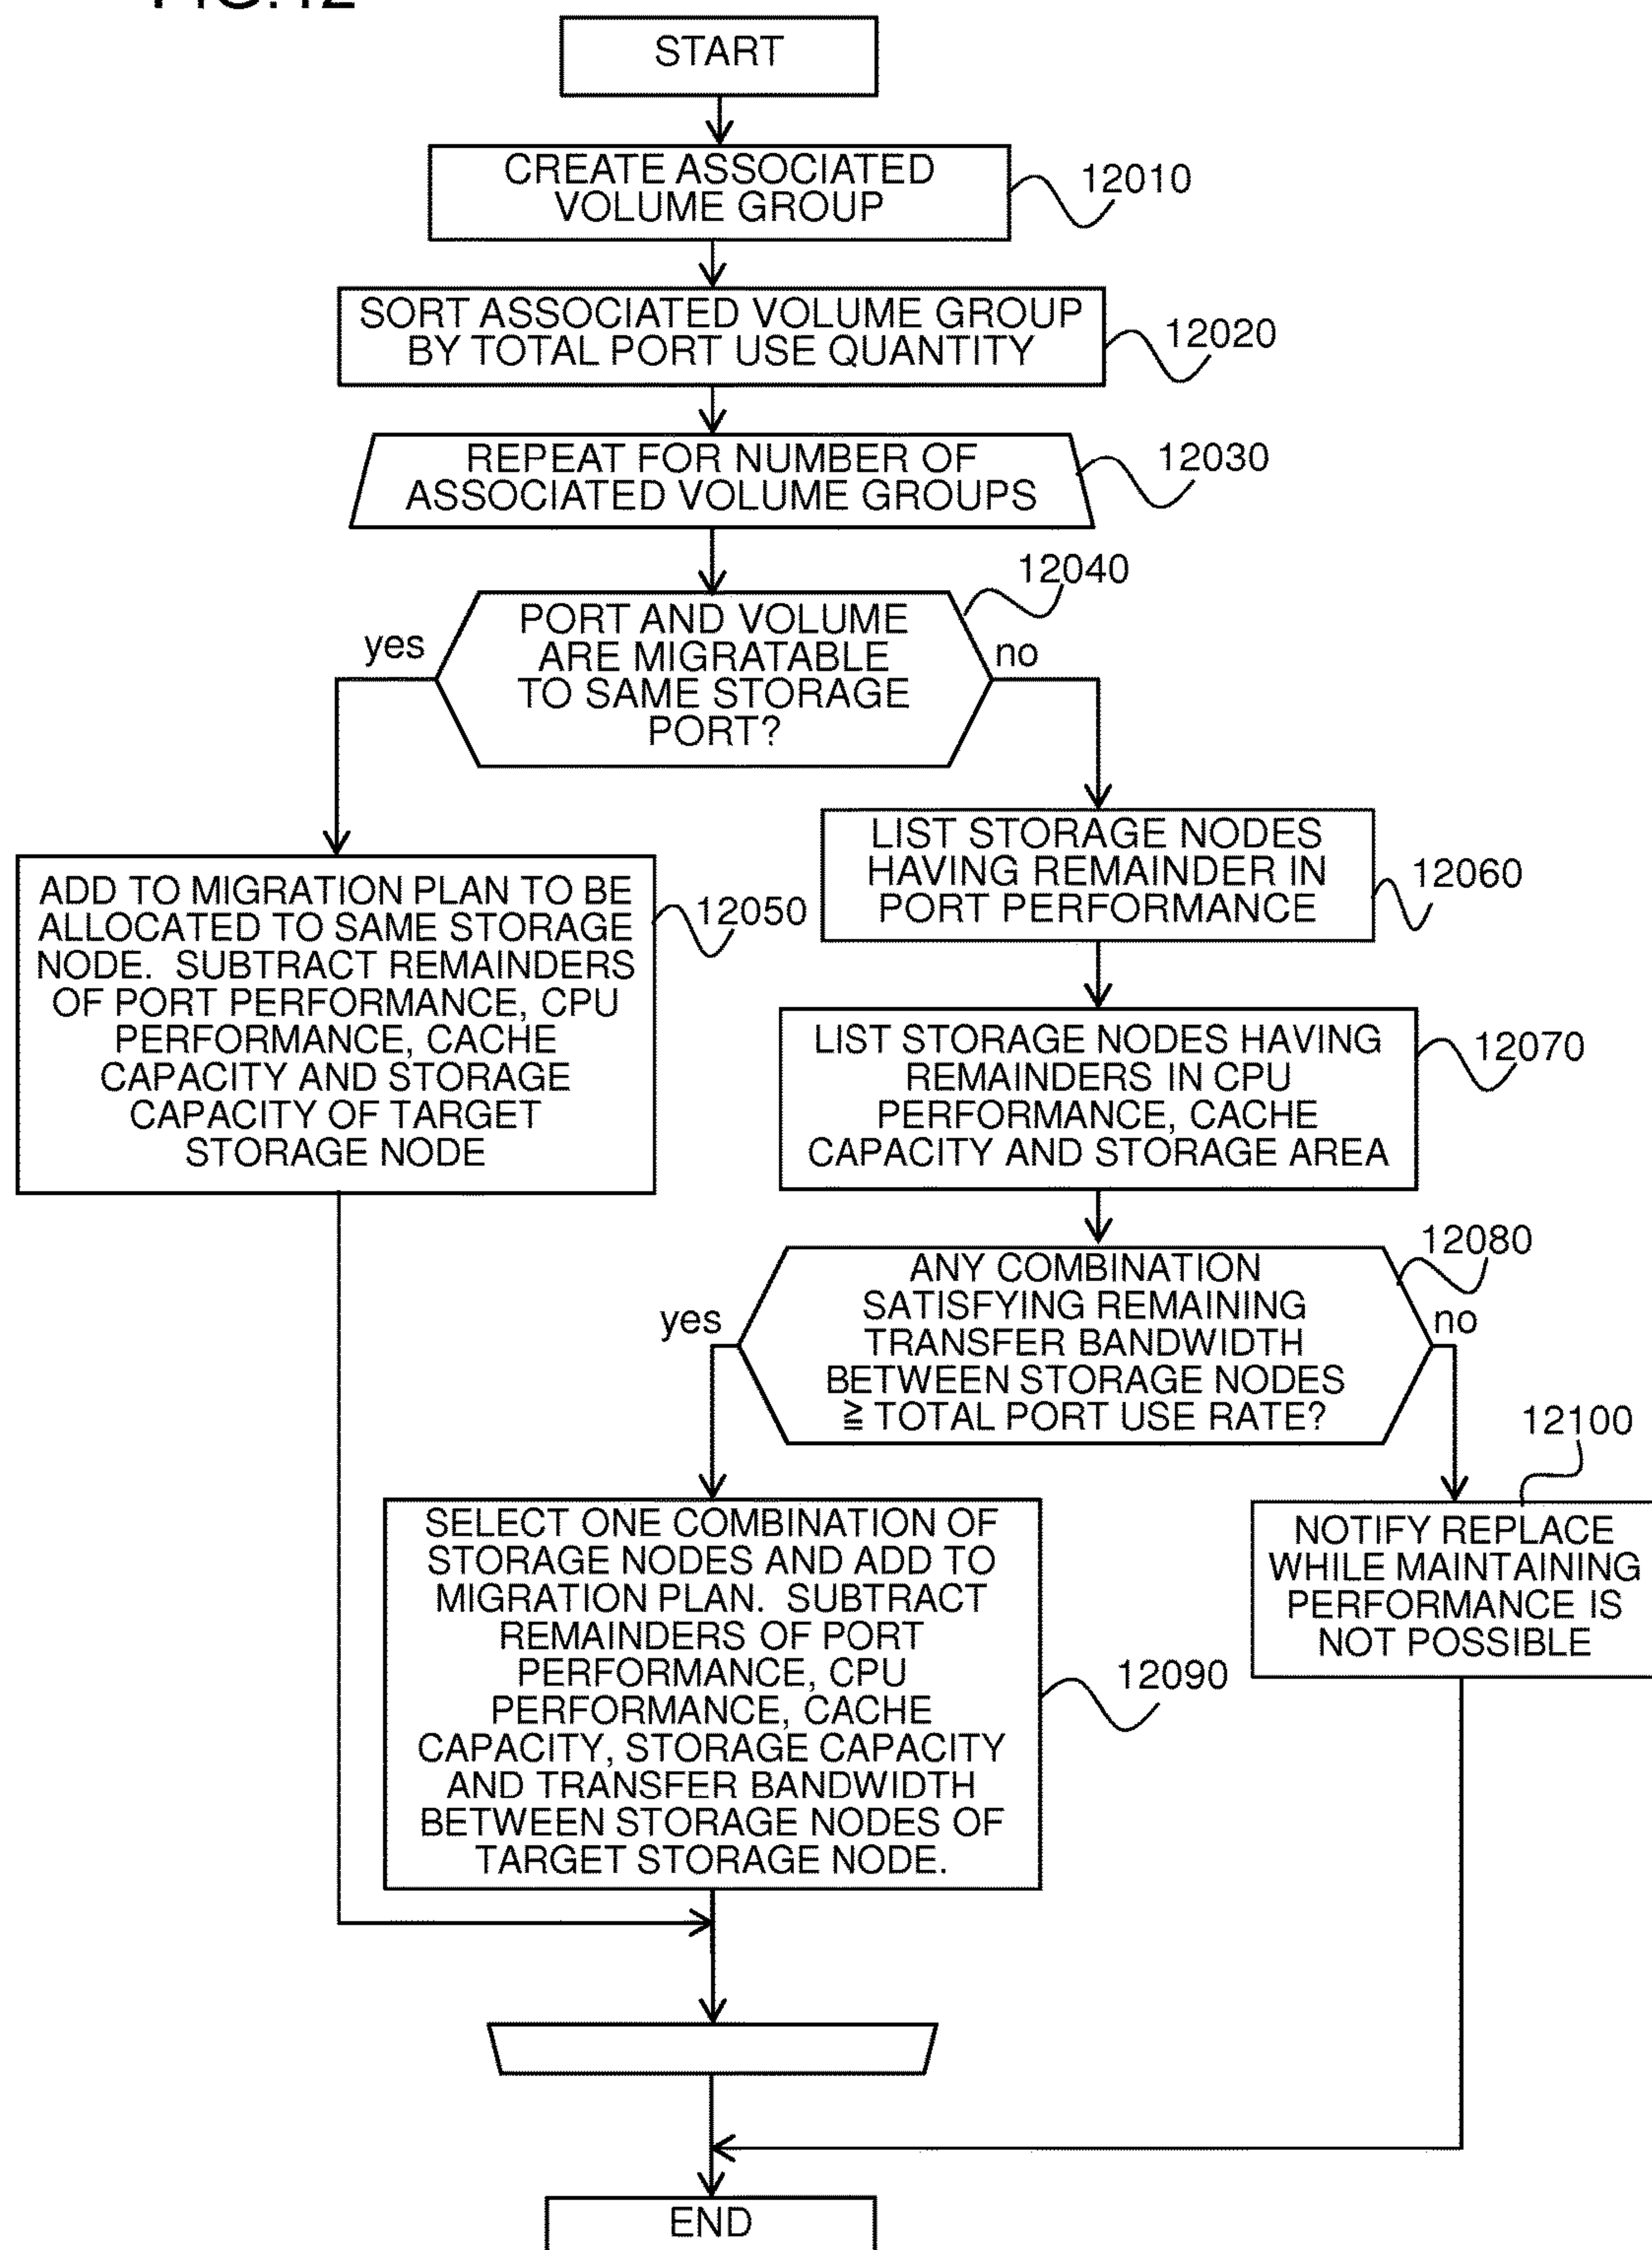 FIG.12
START
CREATE ASSOCIATED
VOLUME GROUP
12010
SORT ASSOCIATED VOLUME GROUP
BY TOTAL PORT USE QUANTITY
12020
REPEAT FOR NUMBER OF
ASSOCIATED VOLUME GROUPS
12030
12040
PORT AND VOLUME
ARE MIGRATABLE
TO SAME STORAGE
PORT?
yes
no
ADD TO MIGRATION PLAN TO BE
ALLOCATED TO SAME STORAGE
NODE. SUBTRACT REMAINDERS
OF PORT PERFORMANCE, CPU
PERFORMANCE, CACHE
CAPACITY AND STORAGE
CAPACITY OF TARGET
STORAGE NODE
12050
LIST STORAGE NODES
HAVING REMAINDER IN
PORT PERFORMANCE
12060
LIST STORAGE NODES HAVING
REMAINDERS IN CPU
PERFORMANCE, CACHE
CAPACITY AND STORAGE AREA
12070
12080
ANY COMBINATION
SATISFYING REMAINING
TRANSFER BANDWIDTH
BETWEEN STORAGE NODES
≧ TOTAL PORT USE RATE?
yes
no
12100
SELECT ONE COMBINATION OF
STORAGE NODES AND ADD TO
MIGRATION PLAN. SUBTRACT
REMAINDERS OF PORT
PERFORMANCE, CPU
PERFORMANCE, CACHE
CAPACITY, STORAGE CAPACITY
AND TRANSFER BANDWIDTH
BETWEEN STORAGE NODES OF
TARGET STORAGE NODE.
12090
NOTIFY REPLACE
WHILE MAINTAINING
PERFORMANCE IS
NOT POSSIBLE
END